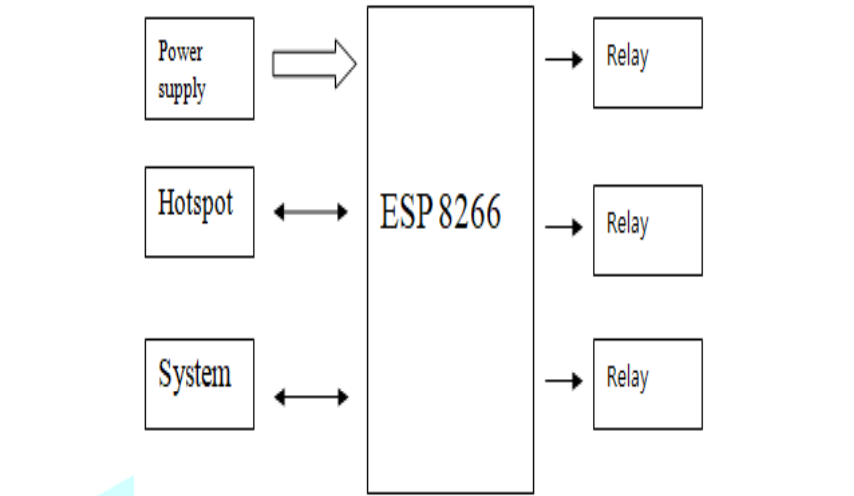 Power
supply
Relay
Hotspot
ESP 8266
Relay
System
Relay